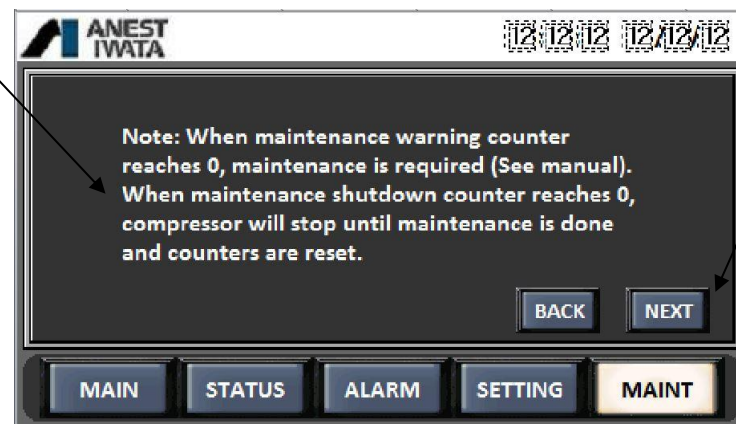 ANEST
IWATA
12:12:12 12/12/12
Note: When maintenance warning counter
reaches 0, maintenance is required (See manual).
When maintenance shutdown counter reaches 0,
compressor will stop until maintenance is done
and counters are reset.
BACK NEXT
MAIN STATUS ALARM SETTING MAINT